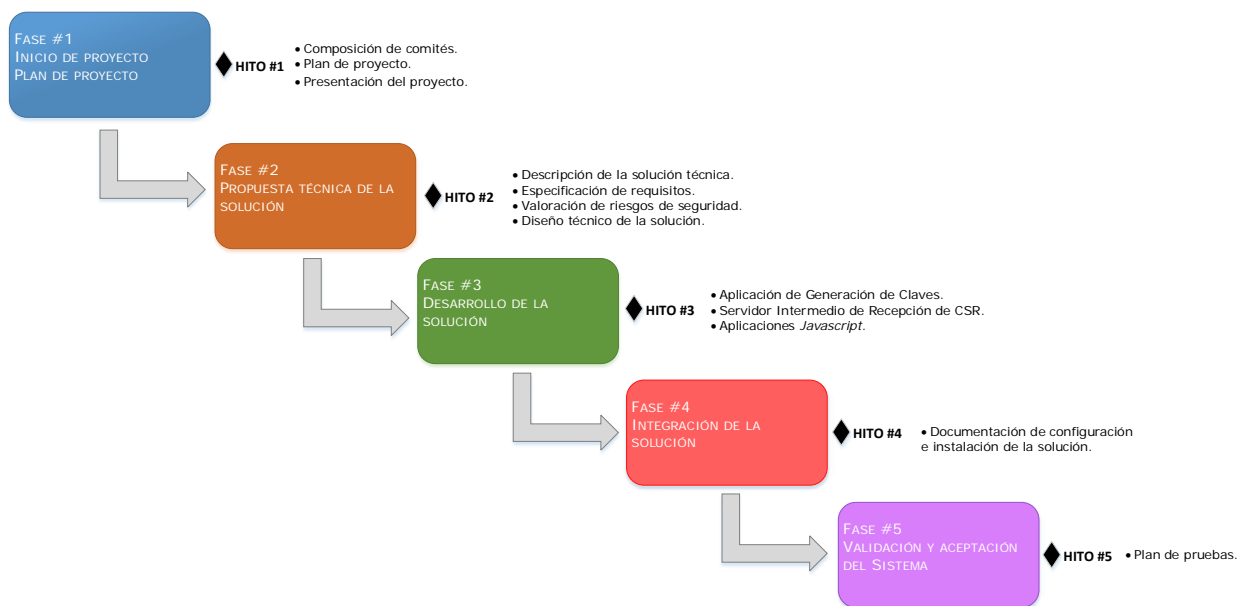 Fase #1
Inicio de proyecto
Plan de proyecto
HITO #1
• Composición de comités.
• Plan de proyecto.
• Presentación del proyecto.
Fase #2
Propuesta técnica de la
solución
HITO #2
• Descripción de la solución técnica.
• Especificación de requisitos.
• Valoración de riesgos de seguridad.
• Diseño técnico de la solución.
Fase #3
Desarrollo de la
solución
HITO #3
• Aplicación de Generación de Claves.
• Servidor Intermedio de Recepción de CSR.
• Aplicaciones Javascript.
Fase #4
Integración de la
solución
HITO #4
• Documentación de configuración
e instalación de la solución.
Fase #5
Validación y aceptación
del Sistema
HITO #5
• Plan de pruebas.